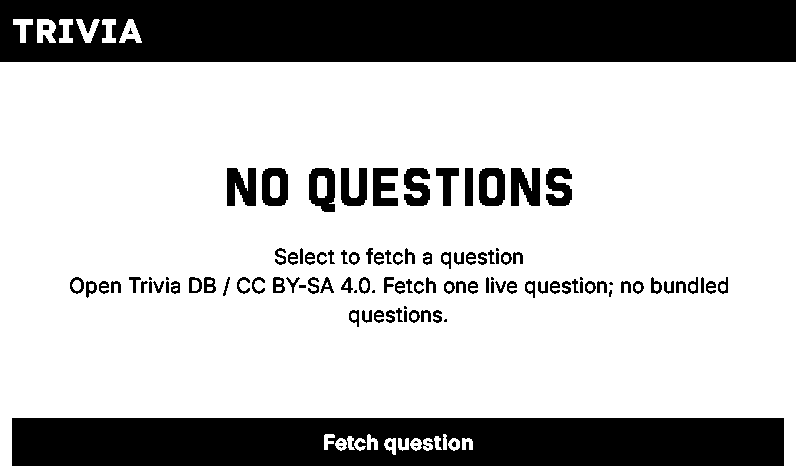 TRIVIA
NO QUESTIONS
Select to fetch a question
Open Trivia DB / CC BY-SA 4.0. Fetch one live question; no bundled
questions.
Fetch question